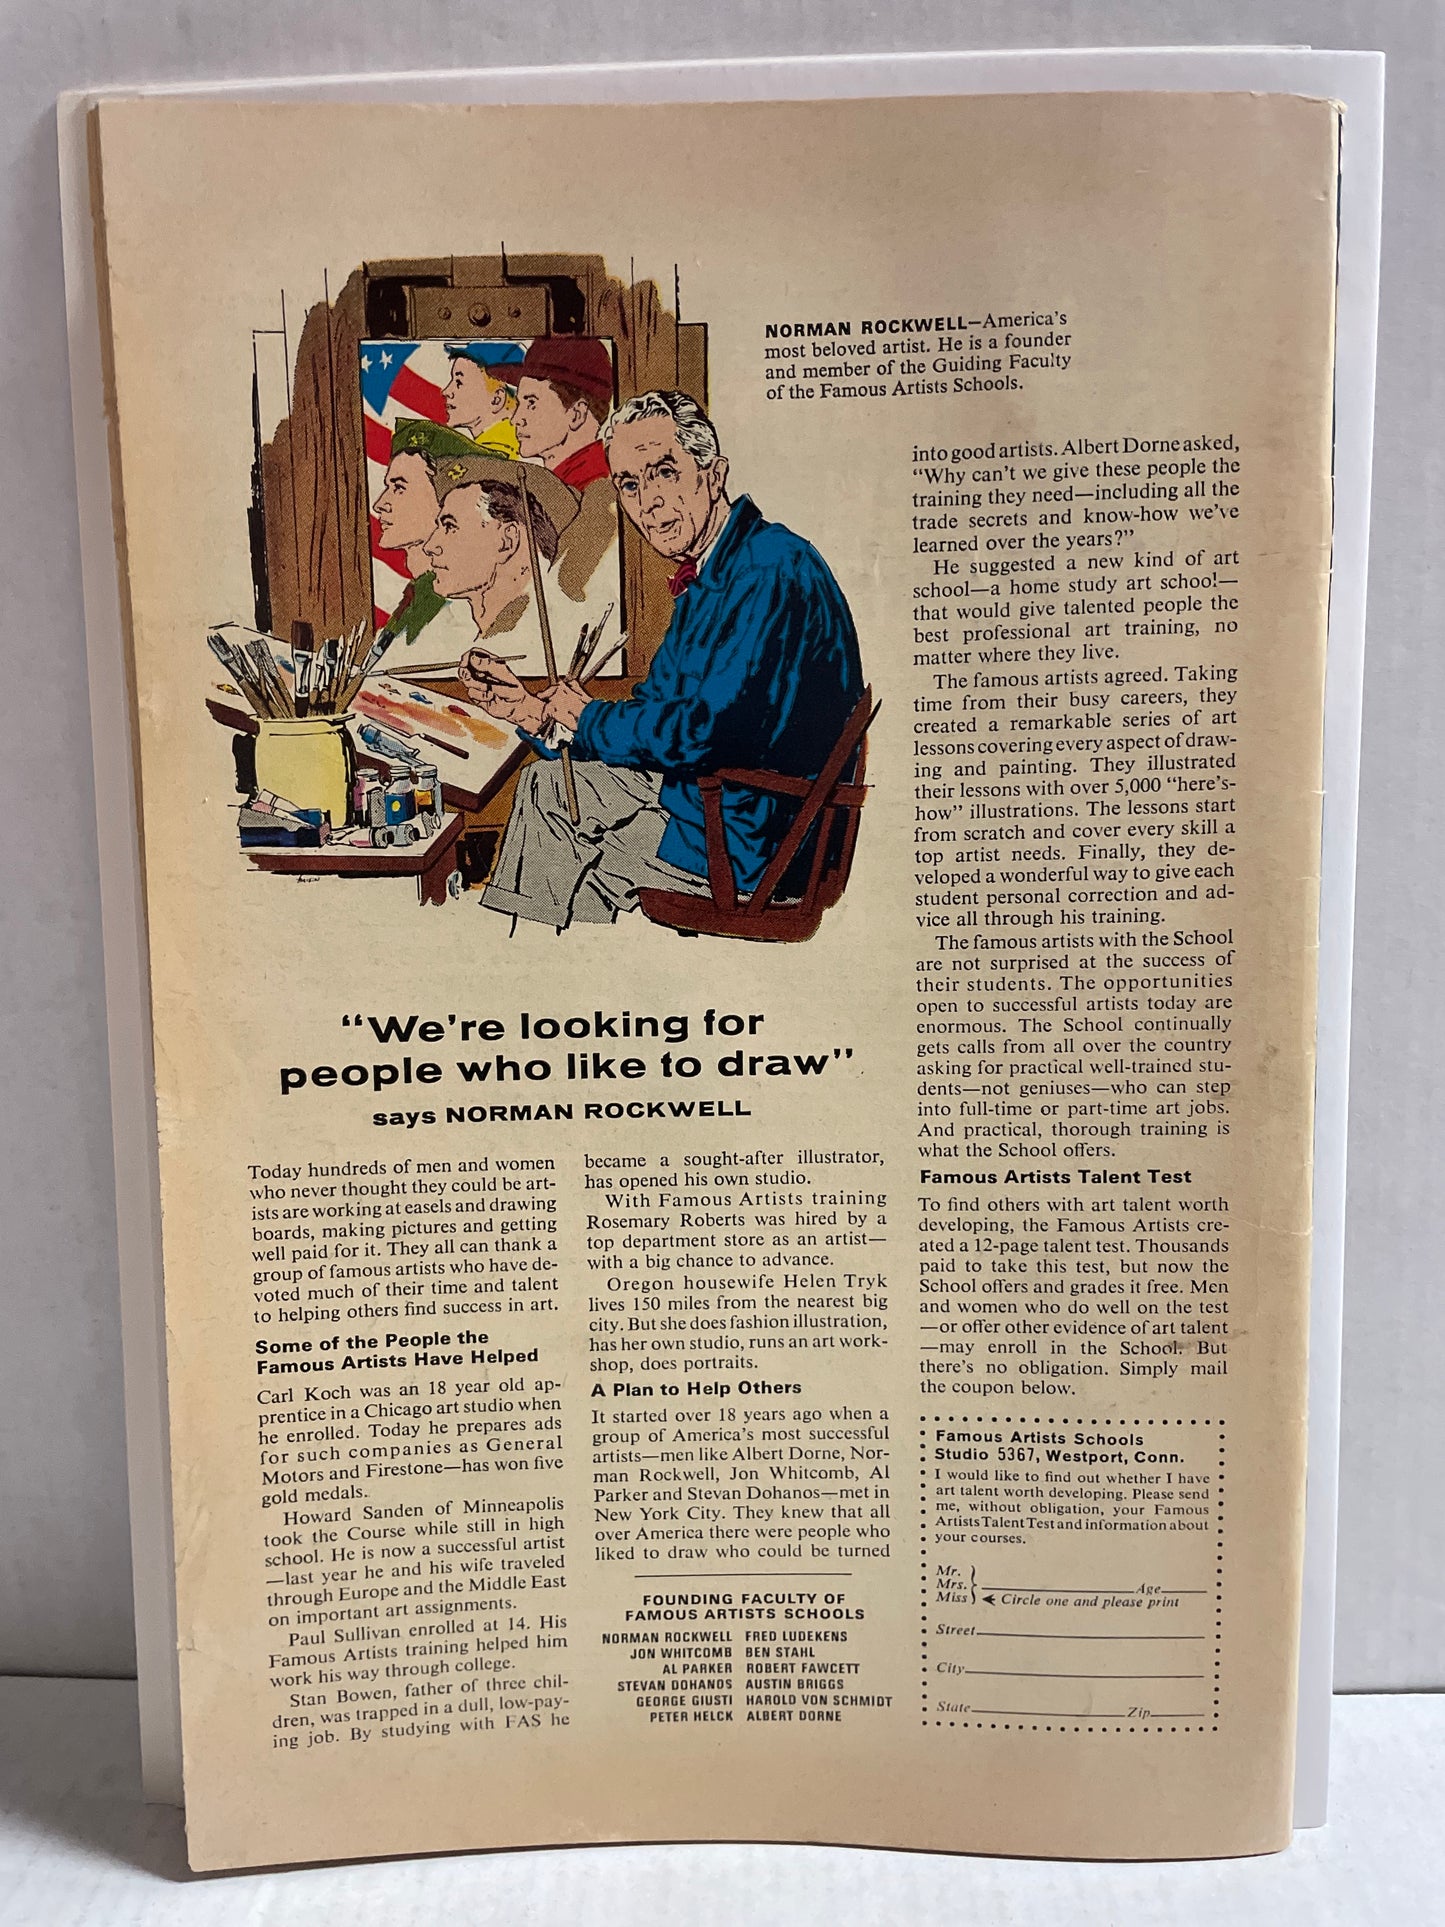 NORMAN ROCKWELL—America's
most beloved artist. He is a founder
and member of the Guiding Faculty
of the Famous Artists Schools.
"We're looking for
people who like to draw"
says NORMAN ROCKWELL
Today hundreds of men and women
who never thought they could be art-
ists are working at easels and drawing
boards, making pictures and getting
well paid for it. They all can thank a
group of famous artists who have de-
voted much of their time and talent
to helping others find success in art.
Some of the People the
Famous Artists Have Helped
Carl Koch was an 18 year old ap-
prentice in a Chicago art studio when
he enrolled. Today he prepares ads
for such companies as General
Motors and Firestone—has won five
gold medals.
Howard Sanden of Minneapolis
took the Course while still in high
school. He is now a successful artist
—last year he and his wife traveled
through Europe and the Middle East
on important art assignments.
Paul Sullivan enrolled at 14. His
Famous Artists training helped him
work his way through college.
Stan Bowen, father of three chil-
dren, was trapped in a dull, low-pay-
ing job. By studying with FAS he
became a sought-after illustrator,
has opened his own studio.
With Famous Artists training
Rosemary Roberts was hired by a
top department store as an artist—
with a big chance to advance.
Oregon housewife Helen Tryk
lives 150 miles from the nearest big
city. But she does fashion illustration,
has her own studio, runs an art work-
shop, does portraits.
A Plan to Help Others
It started over 18 years ago when a
group of America's most successful
artists—men like Albert Dorne, Nor-
man Rockwell, Jon Whitcomb, Al
Parker and Stevan Dohanos—met in
New York City. They knew that all
over America there were people who
liked to draw who could be turned
into good artists. Albert Dorne asked,
"Why can't we give these people the
training they need—including all the
trade secrets and know-how we've
learned over the years?"
He suggested a new kind of art
school—a home study art school—
that would give talented people the
best professional art training, no
matter where they live.
The famous artists agreed. Taking
time from their busy careers, they
created a remarkable series of art
lessons covering every aspect of draw-
ing and painting. They illustrated
their lessons with over 5,000 "here's-
how" illustrations. The lessons start
from scratch and cover every skill a
top artist needs. Finally, they de-
veloped a wonderful way to give each
student personal correction and ad-
vice all through his training.
The famous artists with the School
are not surprised at the success of
their students. The opportunities
open to successful artists today are
enormous. The School continually
gets calls from all over the country
asking for practical well-trained stu-
dents—not geniuses—who can step
into full-time or part-time art jobs.
And practical, thorough training is
what the School offers.
Famous Artists Talent Test
To find others with art talent worth
developing, the Famous Artists cre-
ated a 12-page talent test. Thousands
paid to take this test, but now the
School offers and grades it free. Men
and women who do well on the test
—or offer other evidence of art talent
—may enroll in the School. But
there's no obligation. Simply mail
the coupon below.
FOUNDING FACULTY OF
FAMOUS ARTISTS SCHOOLS
NORMAN ROCKWELL FRED LUDEKENS
JON WHITCOMB BEN STAHL
AL PARKER ROBERT FAWCETT
STEVAN DOHANOS AUSTIN BRIGGS
GEORGE GIUSTI HAROLD VON SCHMIDT
PETER HELCK ALBERT DORNE
Famous Artists Schools
Studio 5367, Westport, Conn.
I would like to find out whether I have
art talent worth developing. Please send
me, without obligation, your Famous
Artists Talent Test and information about
your courses.
Mr.
Mrs. Age
Miss Circle one and please print
Street
City
State Zip